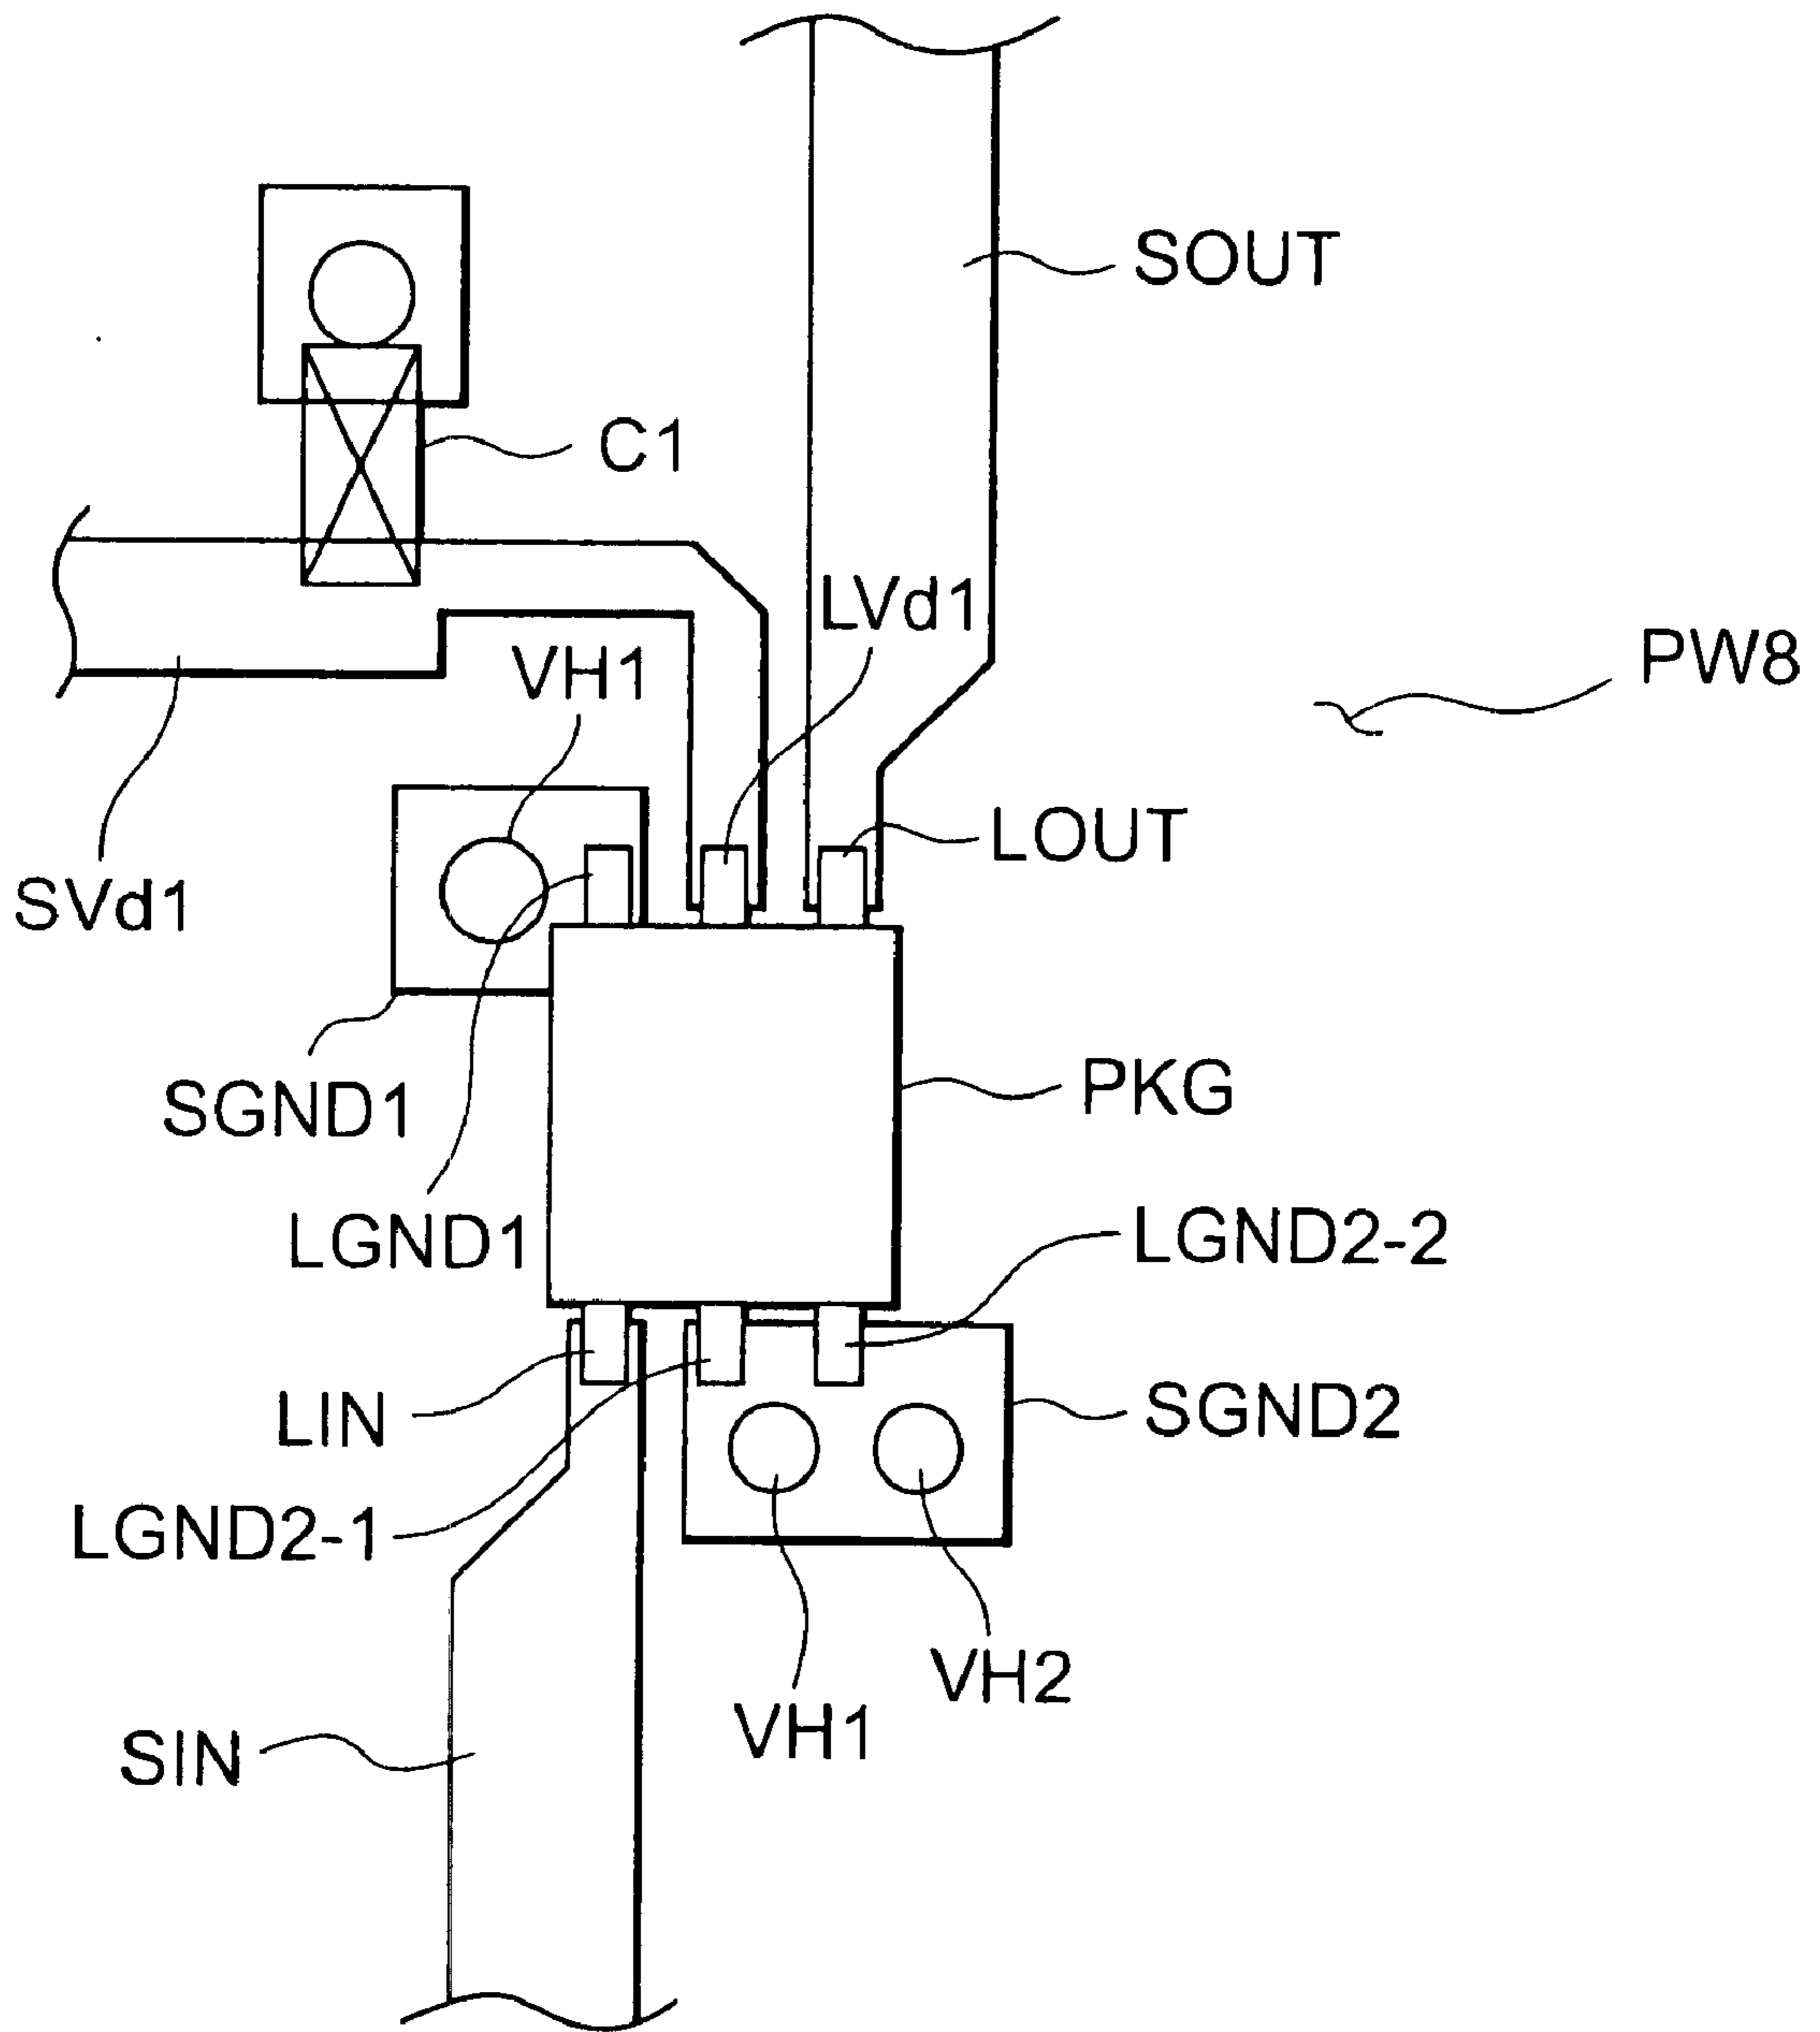 SOUT
C1
LVd1
VH1
PW8
LOUT
SVd1
PKG
SGND1
LGND2-2
LGND1
LIN
SGND2
LGND2-1
VH2
VH1
SIN